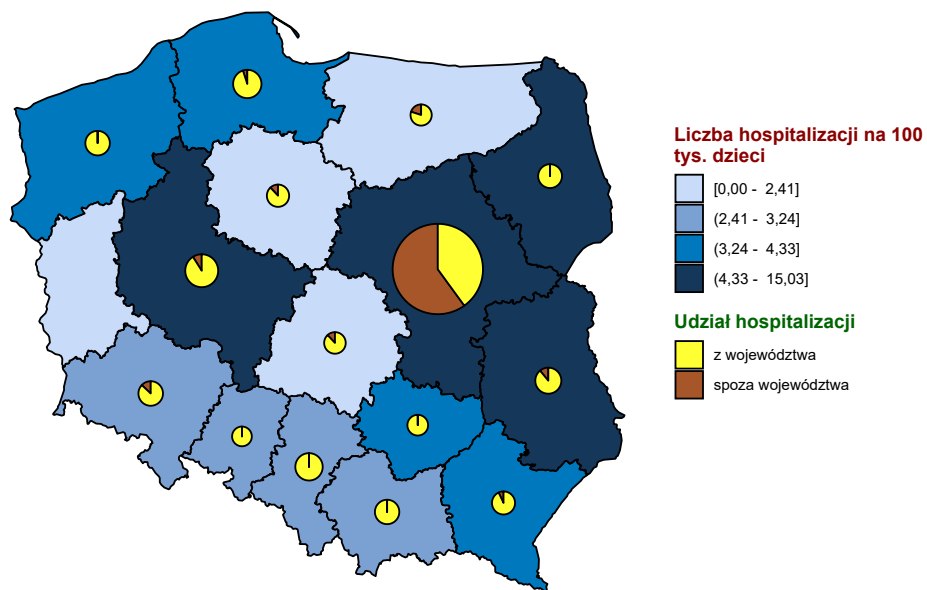 Liczba hospitalizacji na 100
tys. dzieci
[0,00 - 2,41]
(2,41 - 3,24]
(3,24 - 4,33]
(4,33 - 15,03]
Udział hospitalizacji
z województwa
spoza województwa